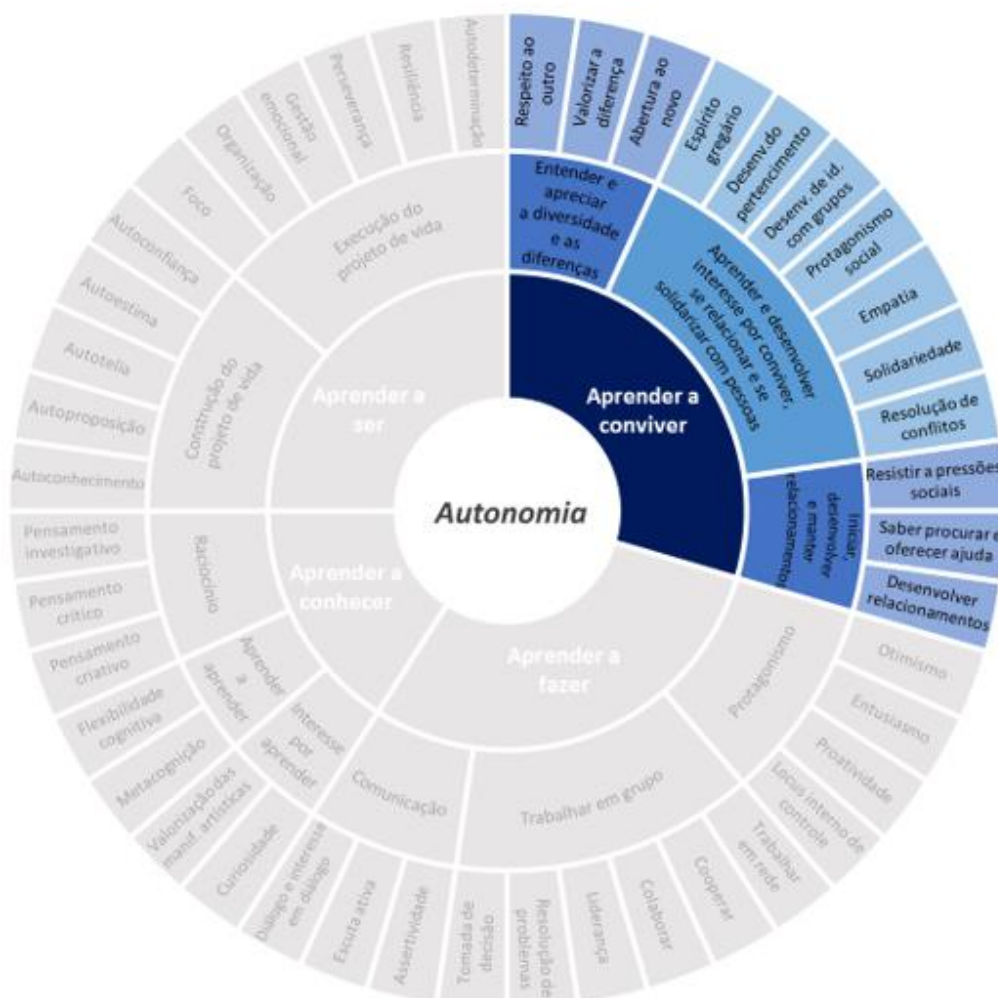 Autonomia
Aprender a
conviver
Entender e
apreciar
a diversidade
e as
diferenças
Respeito ao
outro
Valorizar a
diferença
Abertura ao
novo
Aprender e desenvolver
interesse por conviver,
se relacionar e se
solidarizar com pessoas
Espírito
gregário
Desenv.do
pertencimento
Desenv. de id.
com grupos
Protagonismo
social
Empatia
Solidariedade
Resolução de
conflitos
Iniciar,
desenvolver
e manter
relacionamentos
Resistir a pressões
sociais
Saber procurar e
oferecer ajuda
Desenvolver
relacionamentos
Aprender a
fazer
Protagonismo
Otimismo
Entusiasmo
Proatividade
Locus interno de
controle
Trabalhar em grupo
Trabalhar
em rede
Cooperar
Colaborar
Liderança
Resolução de
problemas
Tomada de
decisão
Comunicação
Assertividade
Escuta ativa
Diálogo e interesse
em diálogo
Aprender a
conhecer
Interesse
por
aprender
Curiosidade
Valorização das
manif. artísticas
Aprender
a
aprender
Metacognição
Flexibilidade
cognitiva
Raciocínio
Pensamento
criativo
Pensamento
crítico
Pensamento
investigativo
Aprender a
ser
Construção do
projeto de vida
Autoconhecimento
Autoproposição
Autotelia
Autoestima
Autoconfiança
Execução do
projeto de vida
Foco
Organização
Gestão
emocional
Perseverança
Resiliência
Autodeterminação